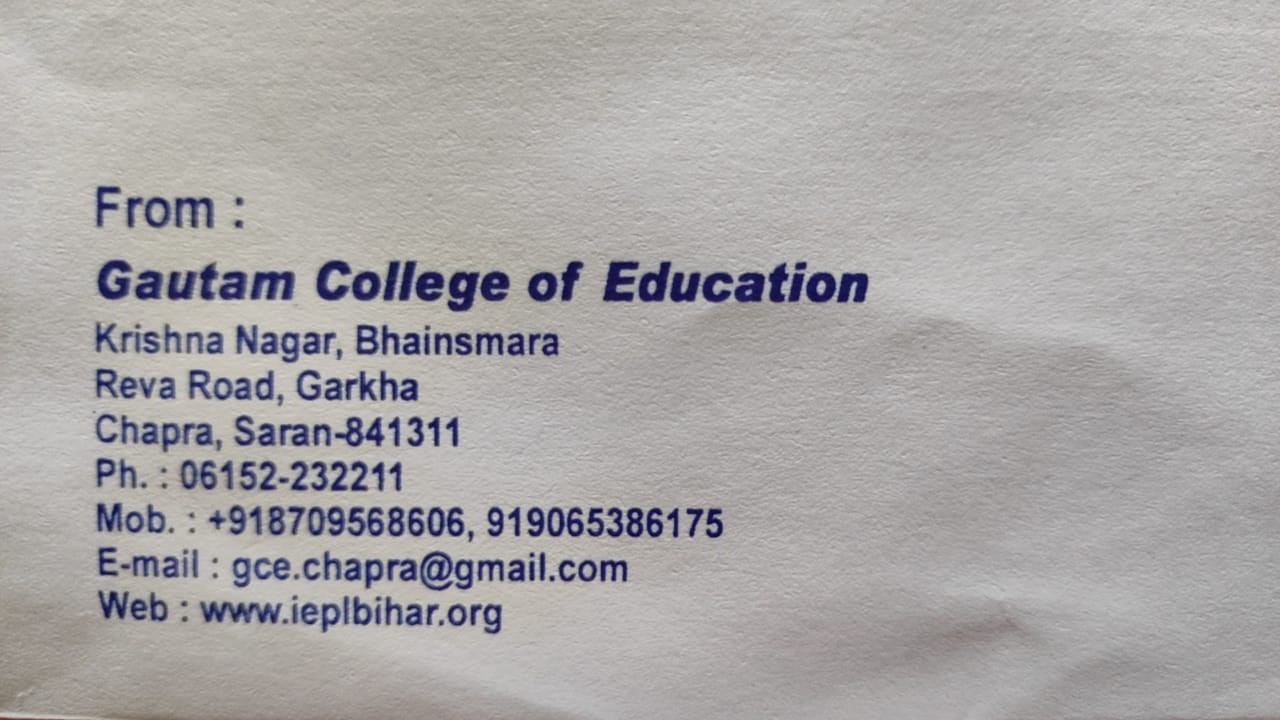 From :
Gautam College of Education
Krishna Nagar, Bhainsmara
Reva Road, Garkha
Chapra, Saran-841311
Ph. : 06152-232211
Mob. : +918709568606, 919065386175
E-mail : gce.chapra@gmail.com
Web : www.ieplbihar.org